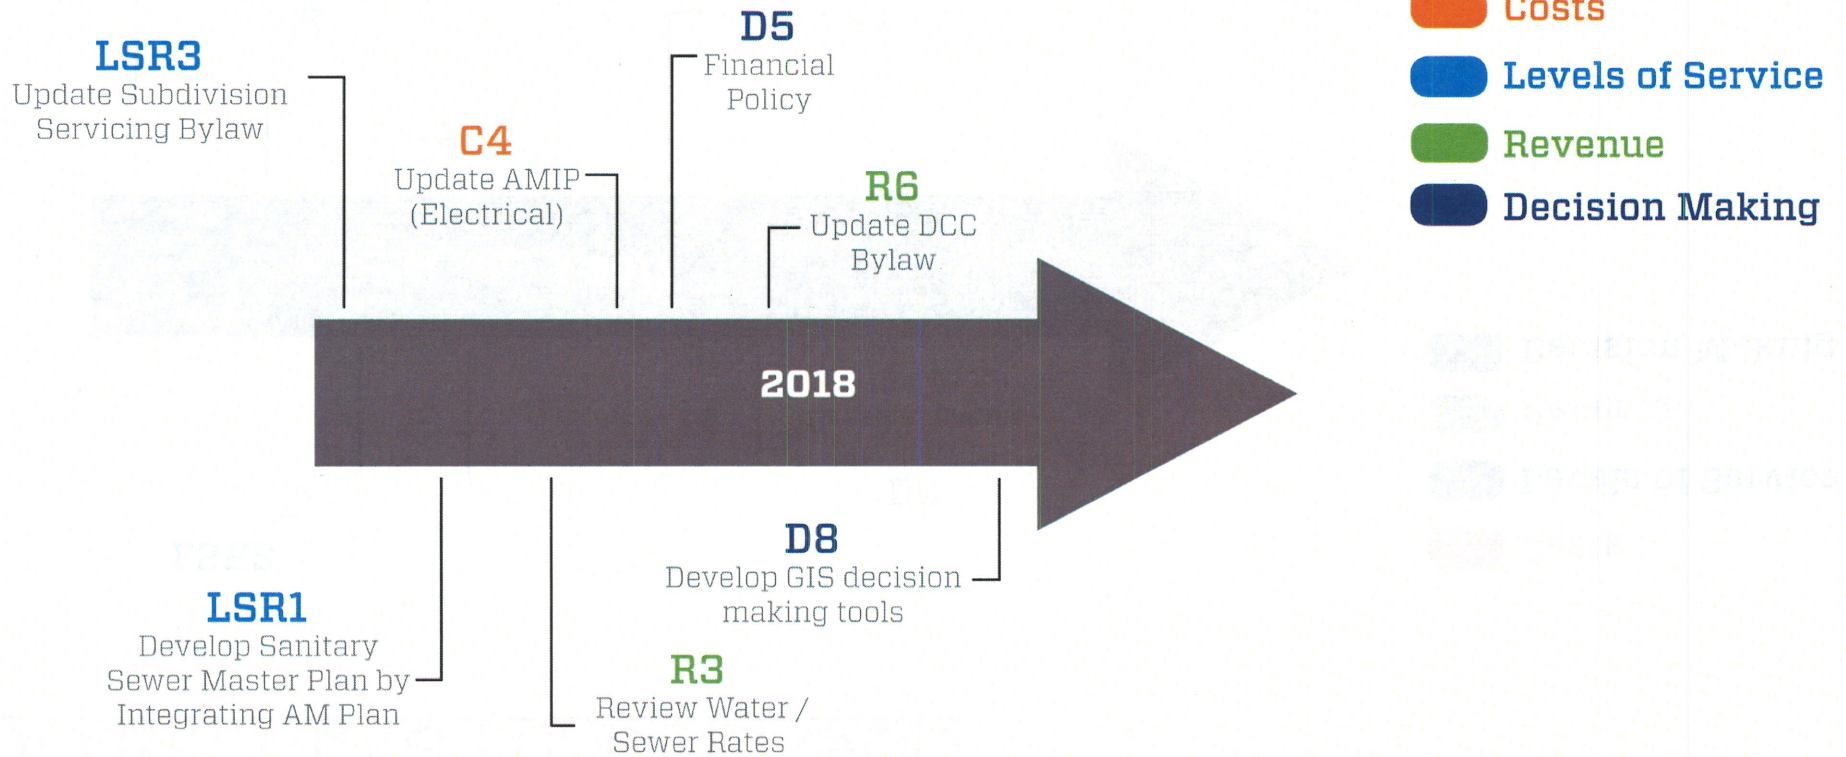 D5
Financial
Policy
LSR3
Update Subdivision
Servicing Bylaw
C4
Update AMIP
(Electrical)
R6
Update DCC
Bylaw
Costs
Levels of Service
Revenue
Decision Making
2018
LSR1
Develop Sanitary
Sewer Master Plan by
Integrating AM Plan
R3
Review Water /
Sewer Rates
D8
Develop GIS decision
making tools